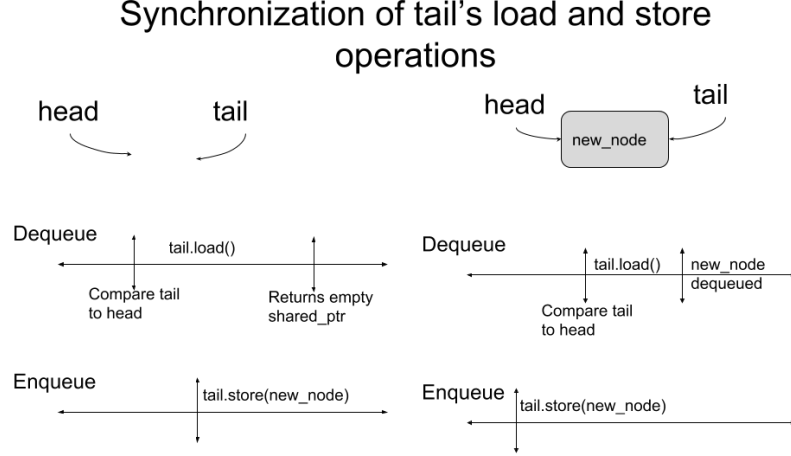 Synchronization of tail's load and store
operations
head
tail
Dequeue
tail.load()
Compare tail
to head
Returns empty
shared_ptr
Enqueue
tail.store(new_node)
head
tail
new_node
Dequeue
tail.load()
new_node
dequeued
Compare tail
to head
Enqueue
tail.store(new_node)